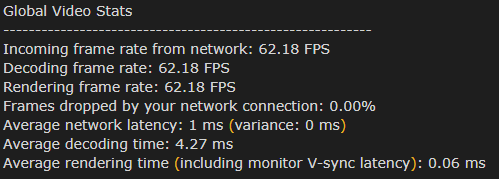 Global Video Stats
----------------------------------------------------------
Incoming frame rate from network: 62.18 FPS
Decoding frame rate: 62.18 FPS
Rendering frame rate: 62.18 FPS
Frames dropped by your network connection: 0.00%
Average network latency: 1 ms (variance: 0 ms)
Average decoding time: 4.27 ms
Average rendering time (including monitor V-sync latency): 0.06 ms